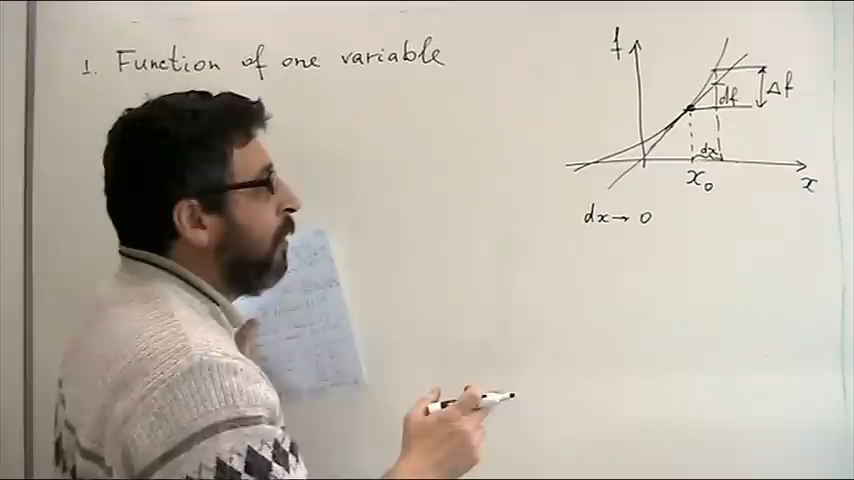 1. Function of one variable
f
df
Δf
dx
x₀
x
dx → 0